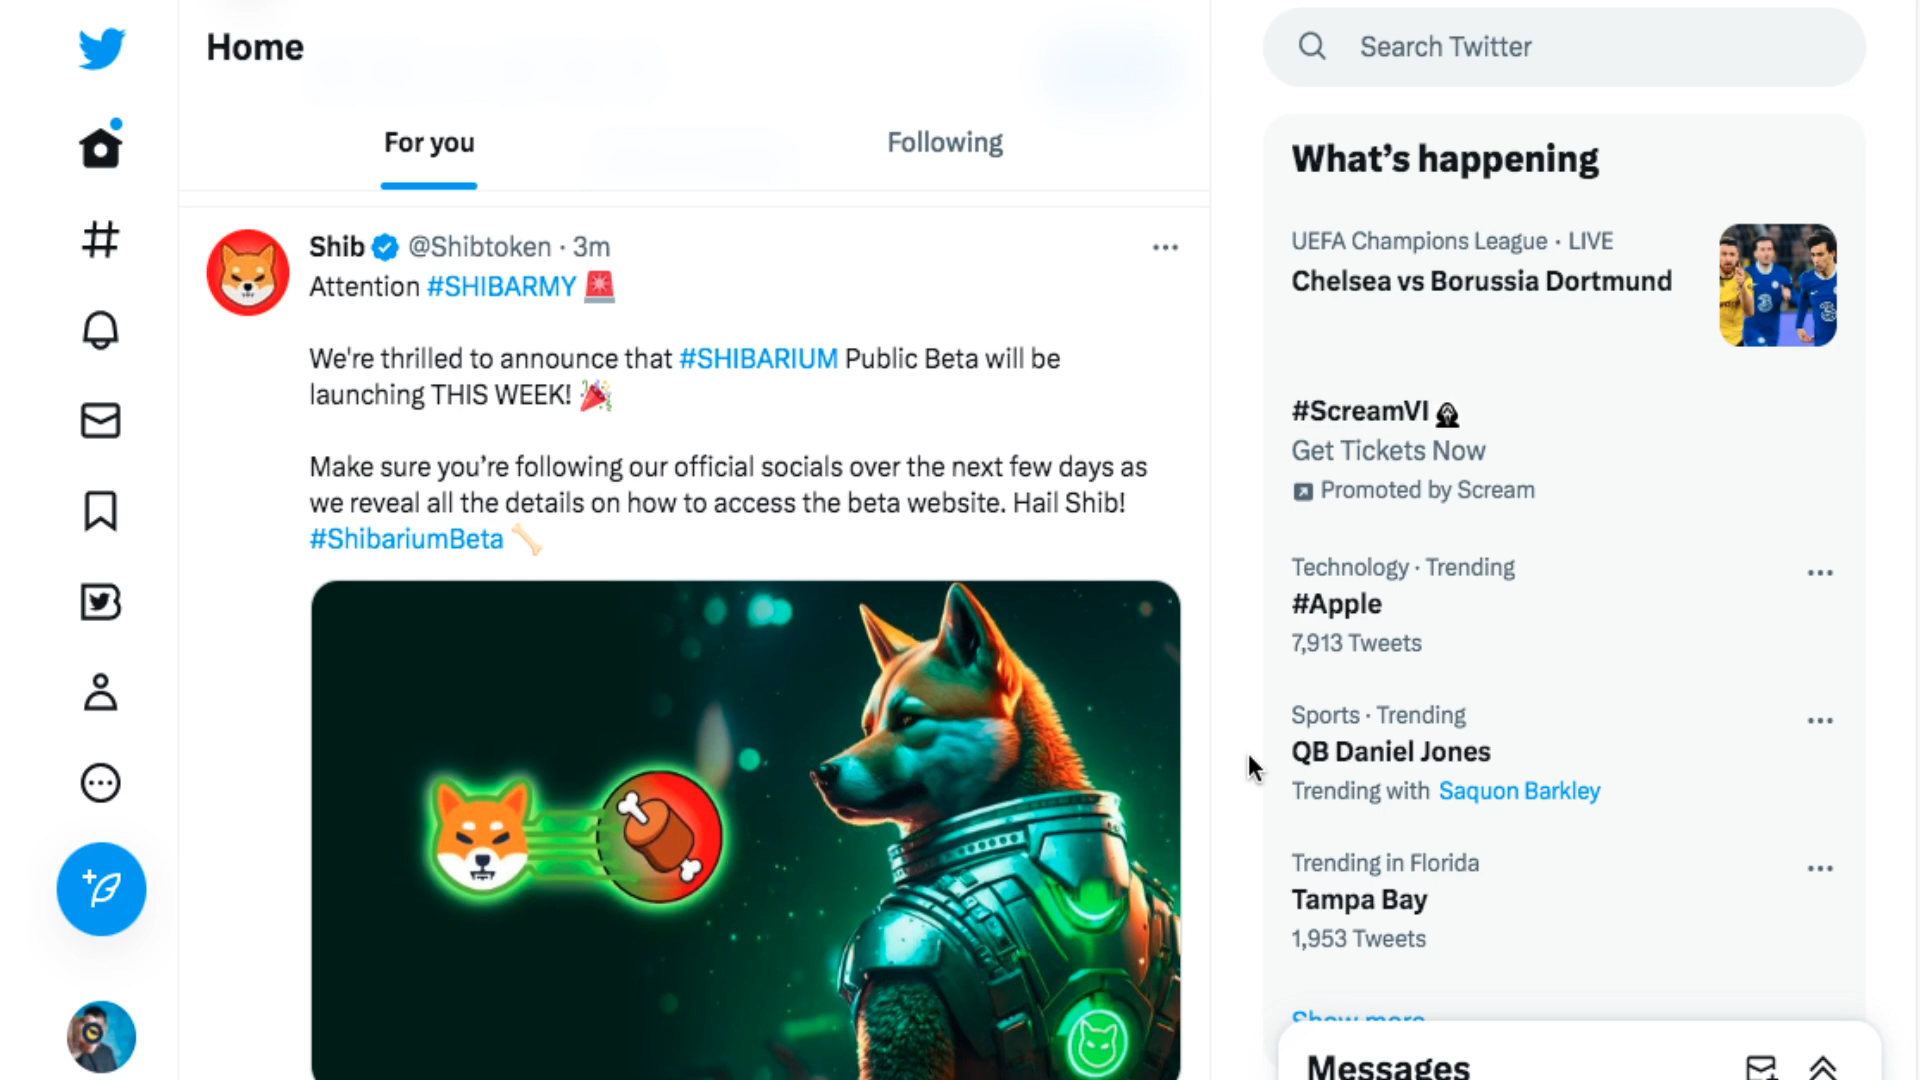 Home
For you
Following
Shib @Shibtoken · 3m
Attention #SHIBARMY 🚨
We're thrilled to announce that #SHIBARIUM Public Beta will be
launching THIS WEEK! 🎉
Make sure you’re following our official socials over the next few days as
we reveal all the details on how to access the beta website. Hail Shib!
#ShibariumBeta 🦴
Search Twitter
What’s happening
UEFA Champions League · LIVE
Chelsea vs Borussia Dortmund
#ScreamVI
Get Tickets Now
Promoted by Scream
Technology · Trending
#Apple
7,913 Tweets
Sports · Trending
QB Daniel Jones
Trending with Saquon Barkley
Trending in Florida
Tampa Bay
1,953 Tweets
Show more
Messages